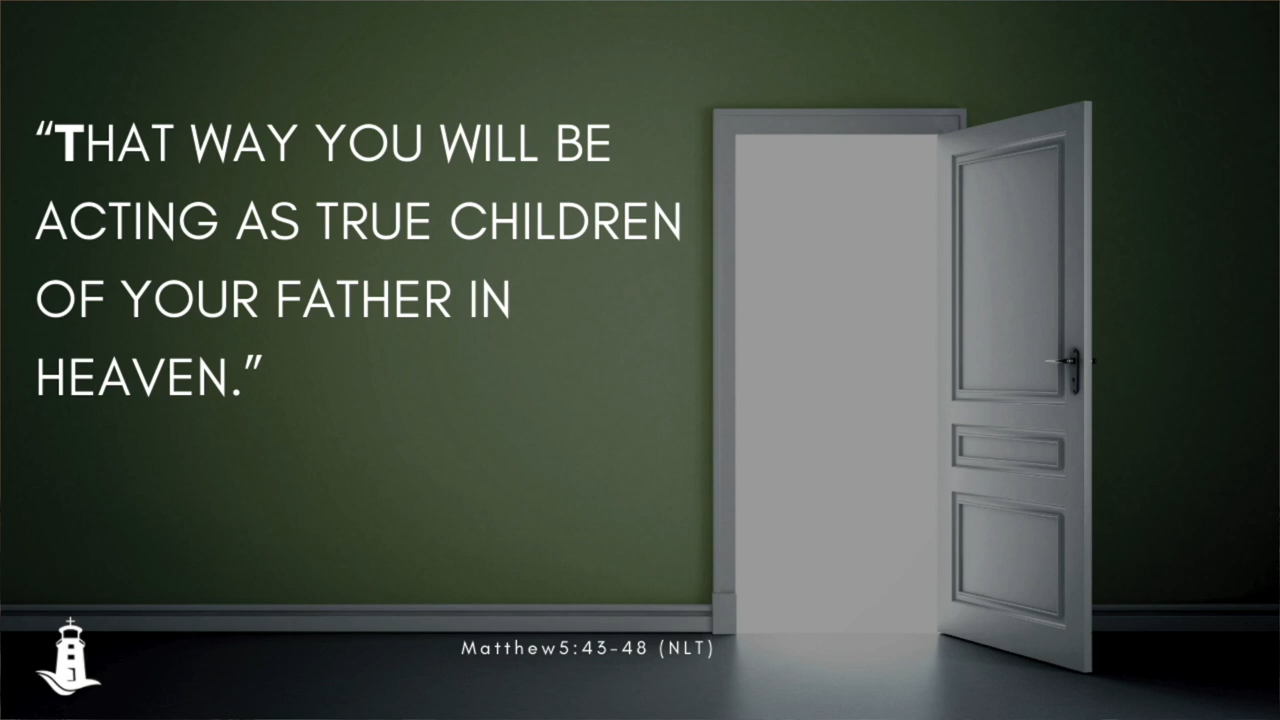 “THAT WAY YOU WILL BE
ACTING AS TRUE CHILDREN
OF YOUR FATHER IN
HEAVEN.”
Matthew5:43-48 (NLT)